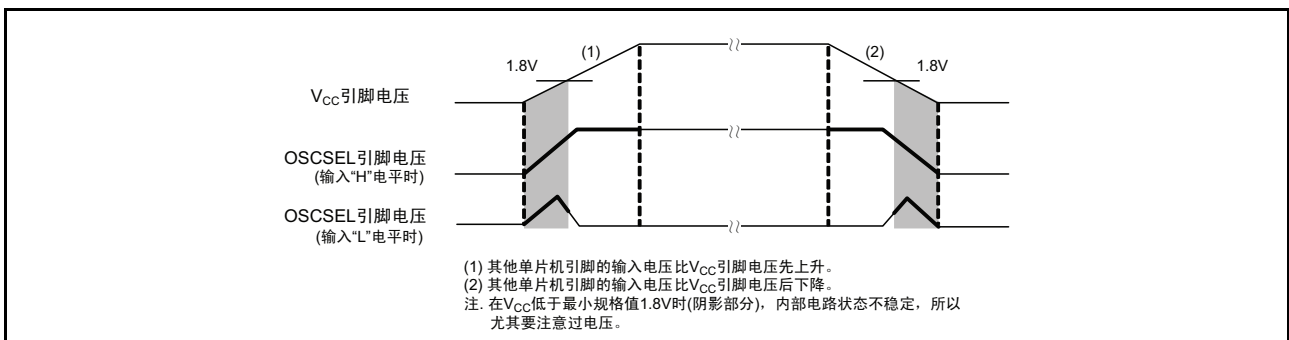 (1)
(2)
1.8V
1.8V
V_CC引脚电压
OSCSEL引脚电压
(输入“H”电平时)
OSCSEL引脚电压
(输入“L”电平时)
(1) 其他单片机引脚的输入电压比V_CC引脚电压先上升。
(2) 其他单片机引脚的输入电压比V_CC引脚电压后下降。
注. 在V_CC低于最小规格值1.8V时(阴影部分)，内部电路状态不稳定，所以
尤其要注意过电压。